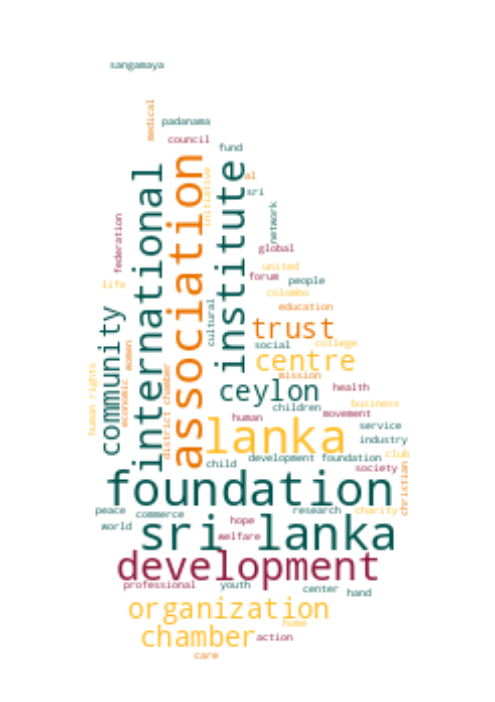 sangamaya
medical
padanama
council
fund
association
institute
international
initiative
al
sri
network
federation
global
united
forum
people
life
colombo
cultural
education
community
trust
social
college
women
centre
human rights
economic
district chamber
mission
ceylon
health
children
business
human
movement
lanka
service
industry
child
development foundation
club
society
christian
foundation
peace
commerce
research
charity
world
hope
sri lanka
welfare
development
professional
youth
center
hand
organization
home
chamber
action
care